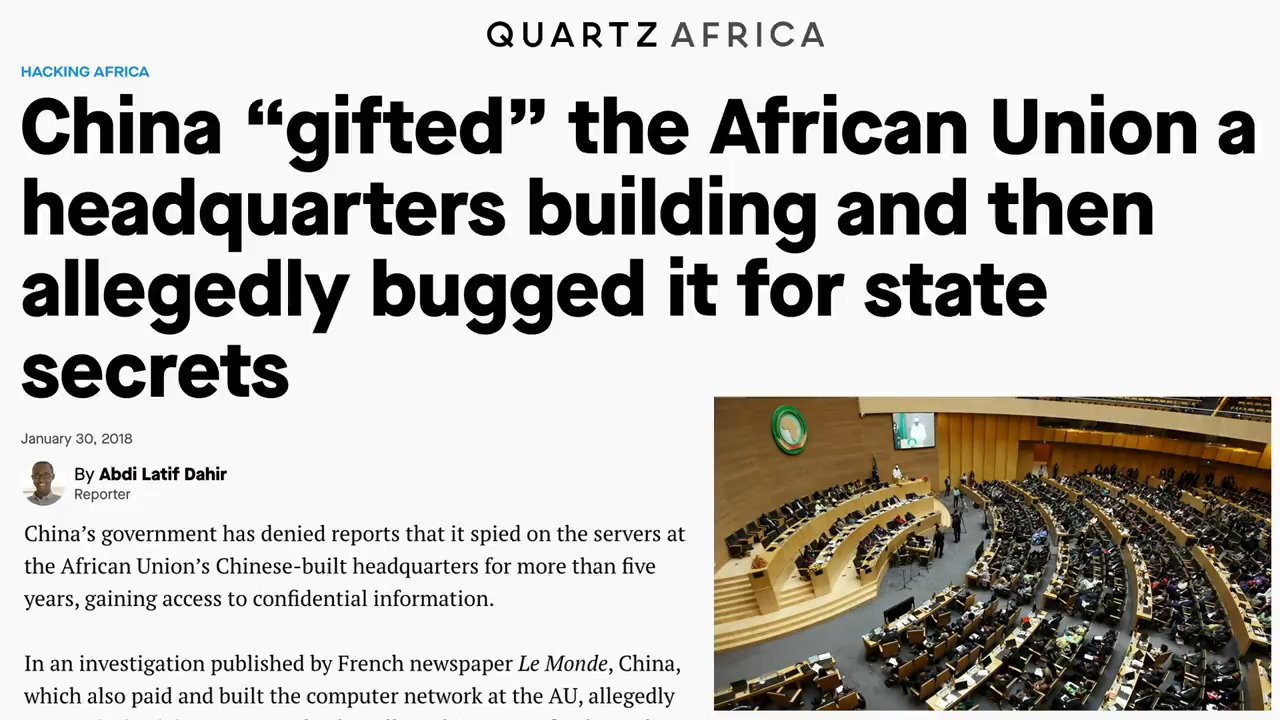 QUARTZ AFRICA
HACKING AFRICA
China “gifted” the African Union a
headquarters building and then
allegedly bugged it for state
secrets
January 30, 2018
By Abdi Latif Dahir
Reporter
China’s government has denied reports that it spied on the servers at
the African Union’s Chinese-built headquarters for more than five
years, gaining access to confidential information.
In an investigation published by French newspaper Le Monde, China,
which also paid and built the computer network at the AU, allegedly